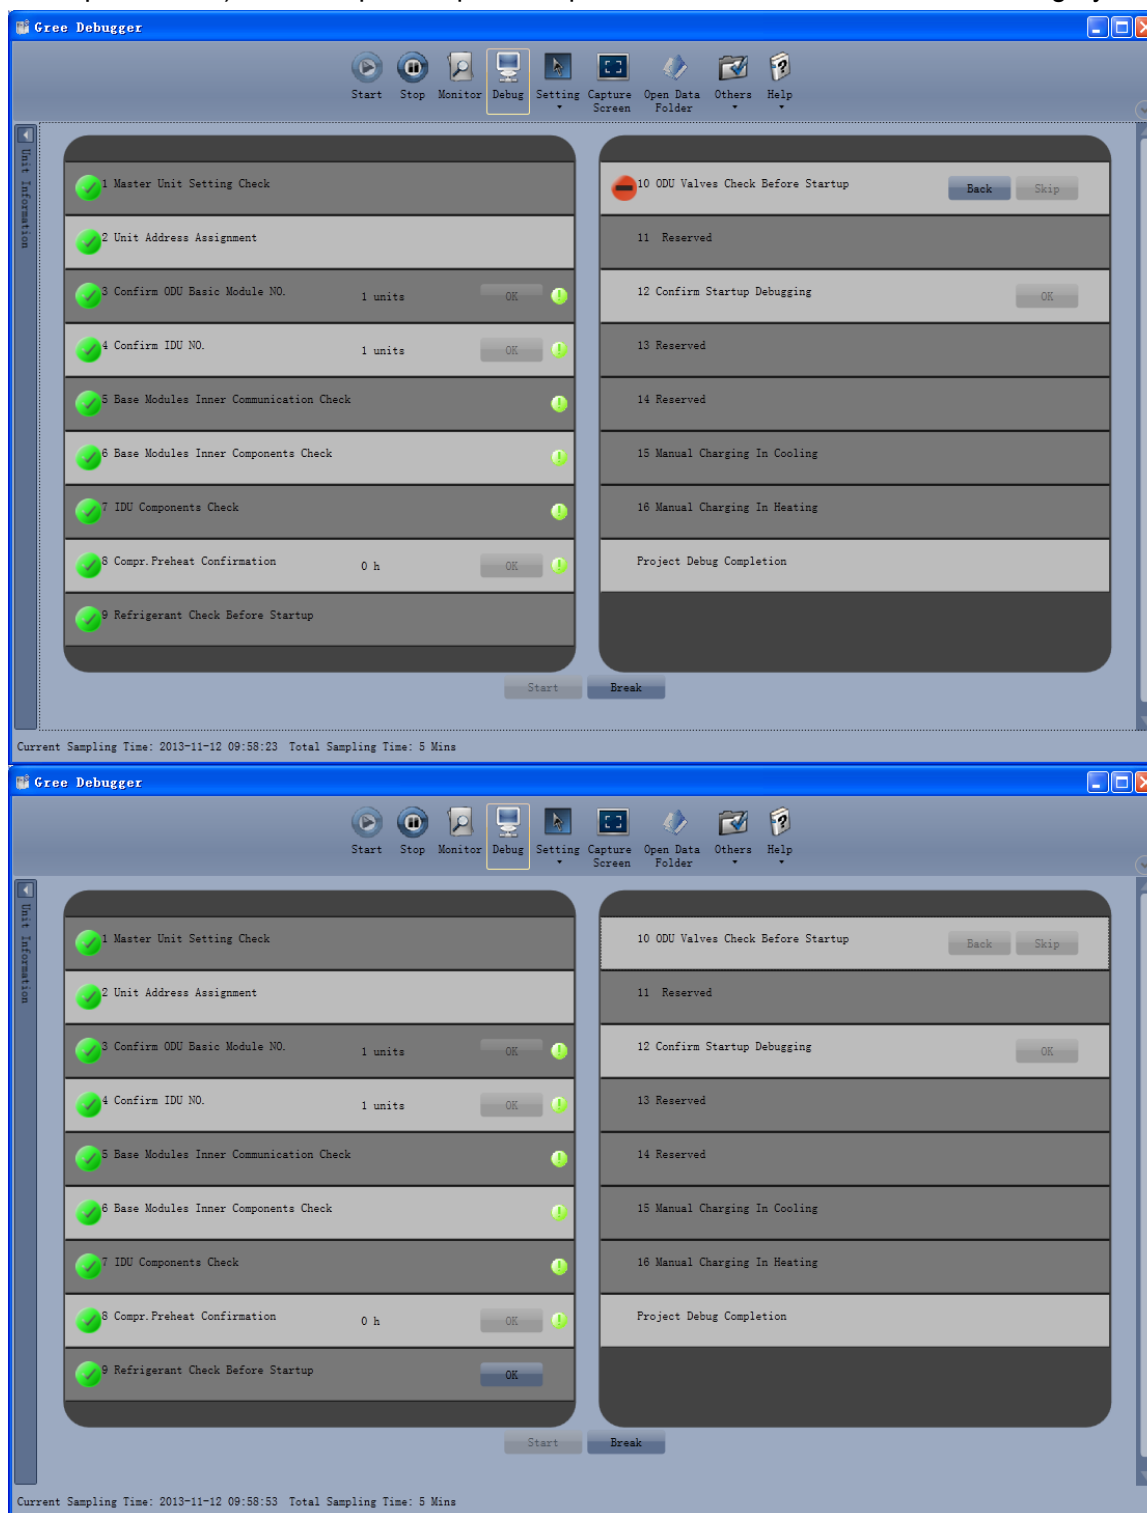 Gree Debugger
Start Stop Monitor Debug Setting Capture Screen Open Data Folder Others Help
Unit Information
1 Master Unit Setting Check
2 Unit Address Assignment
3 Confirm ODU Basic Module NO. 1 units OK
4 Confirm IDU NO. 1 units OK
5 Base Modules Inner Communication Check
6 Base Modules Inner Components Check
7 IDU Components Check
8 Compr.Preheat Confirmation 0 h OK
9 Refrigerant Check Before Startup
10 ODU Valves Check Before Startup Back Skip
11 Reserved
12 Confirm Startup Debugging OK
13 Reserved
14 Reserved
15 Manual Charging In Cooling
16 Manual Charging In Heating
Project Debug Completion
Start Break
Current Sampling Time: 2013-11-12 09:58:23 Total Sampling Time: 5 Mins
Gree Debugger
Start Stop Monitor Debug Setting Capture Screen Open Data Folder Others Help
Unit Information
1 Master Unit Setting Check
2 Unit Address Assignment
3 Confirm ODU Basic Module NO. 1 units OK
4 Confirm IDU NO. 1 units OK
5 Base Modules Inner Communication Check
6 Base Modules Inner Components Check
7 IDU Components Check
8 Compr.Preheat Confirmation 0 h OK
9 Refrigerant Check Before Startup OK
10 ODU Valves Check Before Startup Back Skip
11 Reserved
12 Confirm Startup Debugging OK
13 Reserved
14 Reserved
15 Manual Charging In Cooling
16 Manual Charging In Heating
Project Debug Completion
Start Break
Current Sampling Time: 2013-11-12 09:58:53 Total Sampling Time: 5 Mins